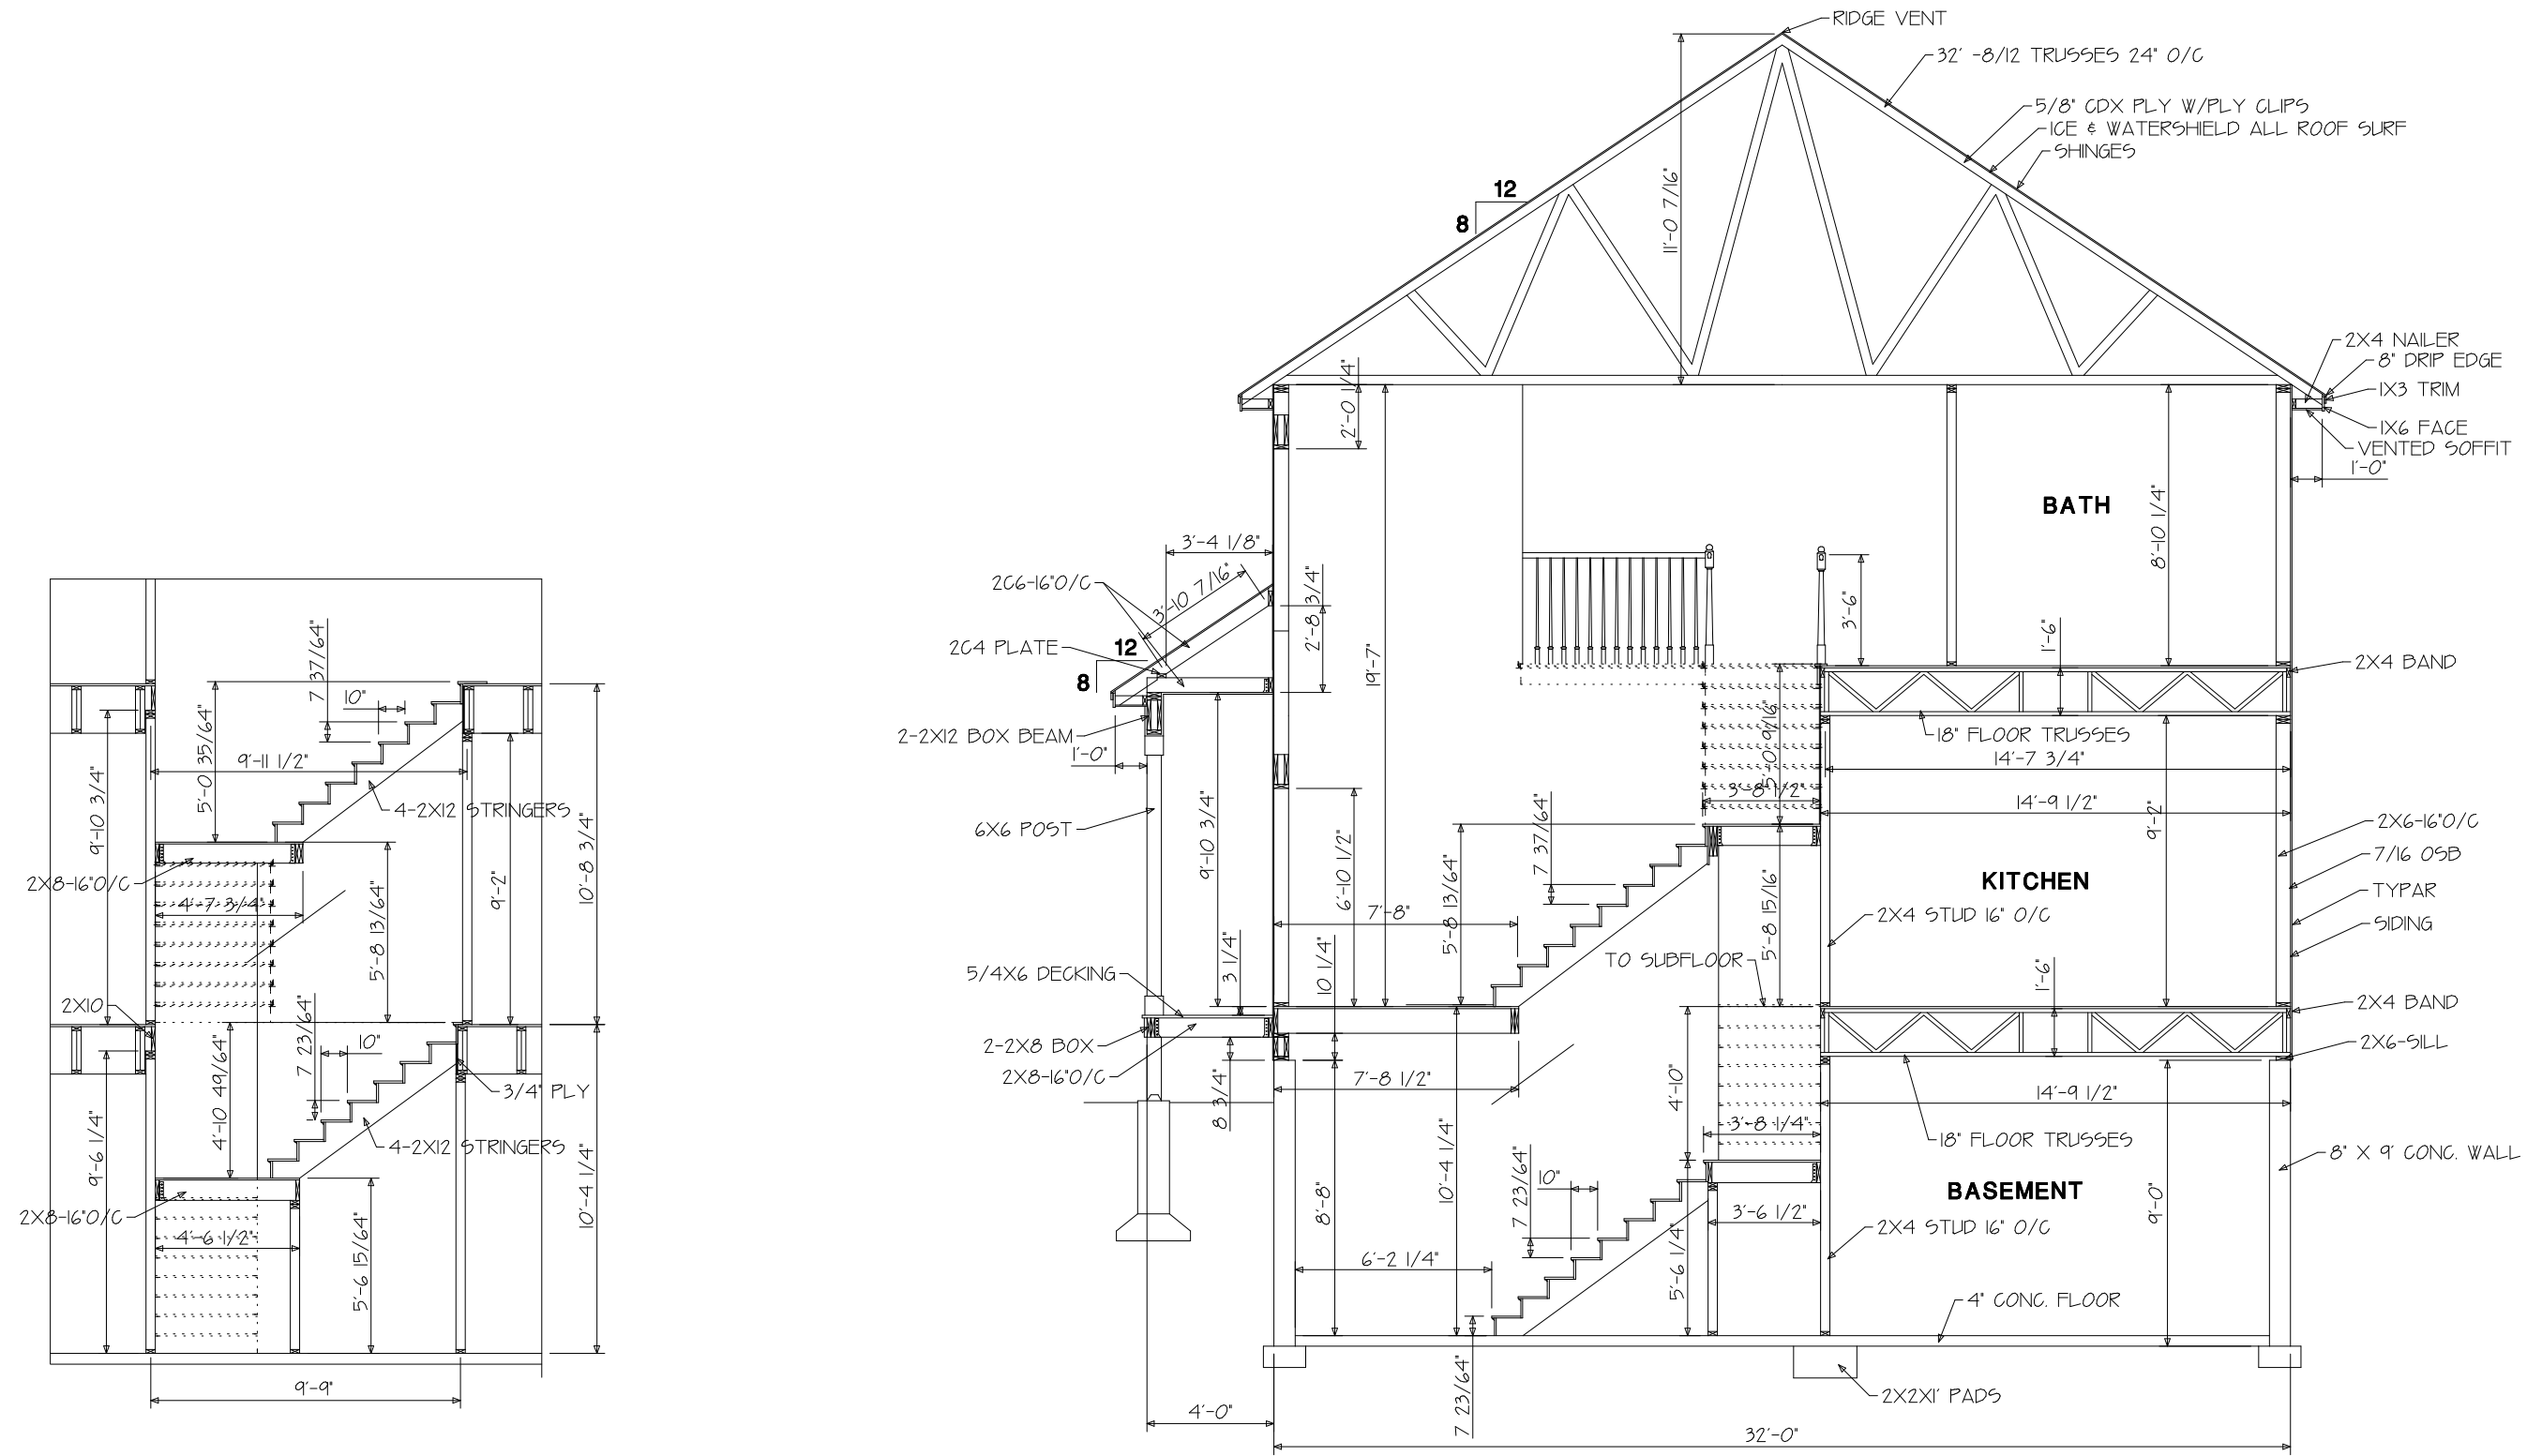 7 37/64"
10"
5'-0 35/64"
9'-11 1/2"
9'-10 3/4"
4-2X12 STRINGERS
2X8-16"O/C
4'-7 3/4"
5'-8 13/64"
9'-2"
10'-8 3/4"
2X10
7 23/64"
10"
4'-10 49/64"
3/4" PLY
9'-6 1/4"
4-2X12 STRINGERS
2X8-16"O/C
4'-6 1/2"
5'-6 15/64"
10'-4 1/4"
9'-9"
RIDGE VENT
32' -8/12 TRUSSES 24" O/C
5/8" CDX PLY W/PLY CLIPS
ICE & WATERSHIELD ALL ROOF SURF
SHINGES
12
8
11'-0 7/16"
2X4 NAILER
8" DRIP EDGE
1X3 TRIM
1X6 FACE
VENTED SOFFIT
1'-0"
2'-0 1/4"
19'-7"
BATH
8'-10 1/4"
3'-4 1/8"
2C6-16"O/C
3'-10 7/16"
2'-8 3/4"
2C4 PLATE
12
8
3'-6"
1'-6"
2X4 BAND
2-2X12 BOX BEAM
1'-0"
18" FLOOR TRUSSES
14'-7 3/4"
5'-0 9/16"
3'-8 1/2"
14'-9 1/2"
9'-2"
6X6 POST
9'-10 3/4"
6'-10 1/2"
5'-8 13/64"
7 37/64"
2X6-16"O/C
7/16 OSB
KITCHEN
TYPAR
2X4 STUD 16" O/C
SIDING
7'-8"
5'-8 15/16"
TO SUBFLOOR
5/4X6 DECKING
3 1/4"
10 1/4"
1'-6"
2X4 BAND
2-2X8 BOX
2X6-SILL
2X8-16"O/C
8 3/4"
7'-8 1/2"
4'-10"
14'-9 1/2"
3'-8 1/4"
18" FLOOR TRUSSES
8" X 9' CONC. WALL
BASEMENT
10"
7 23/64"
8'-8"
10'-4 1/4"
3'-6 1/2"
2X4 STUD 16" O/C
9'-0"
6'-2 1/4"
5'-6 1/4"
4" CONC. FLOOR
7 23/64"
2X2X1' PADS
4'-0"
32'-0"